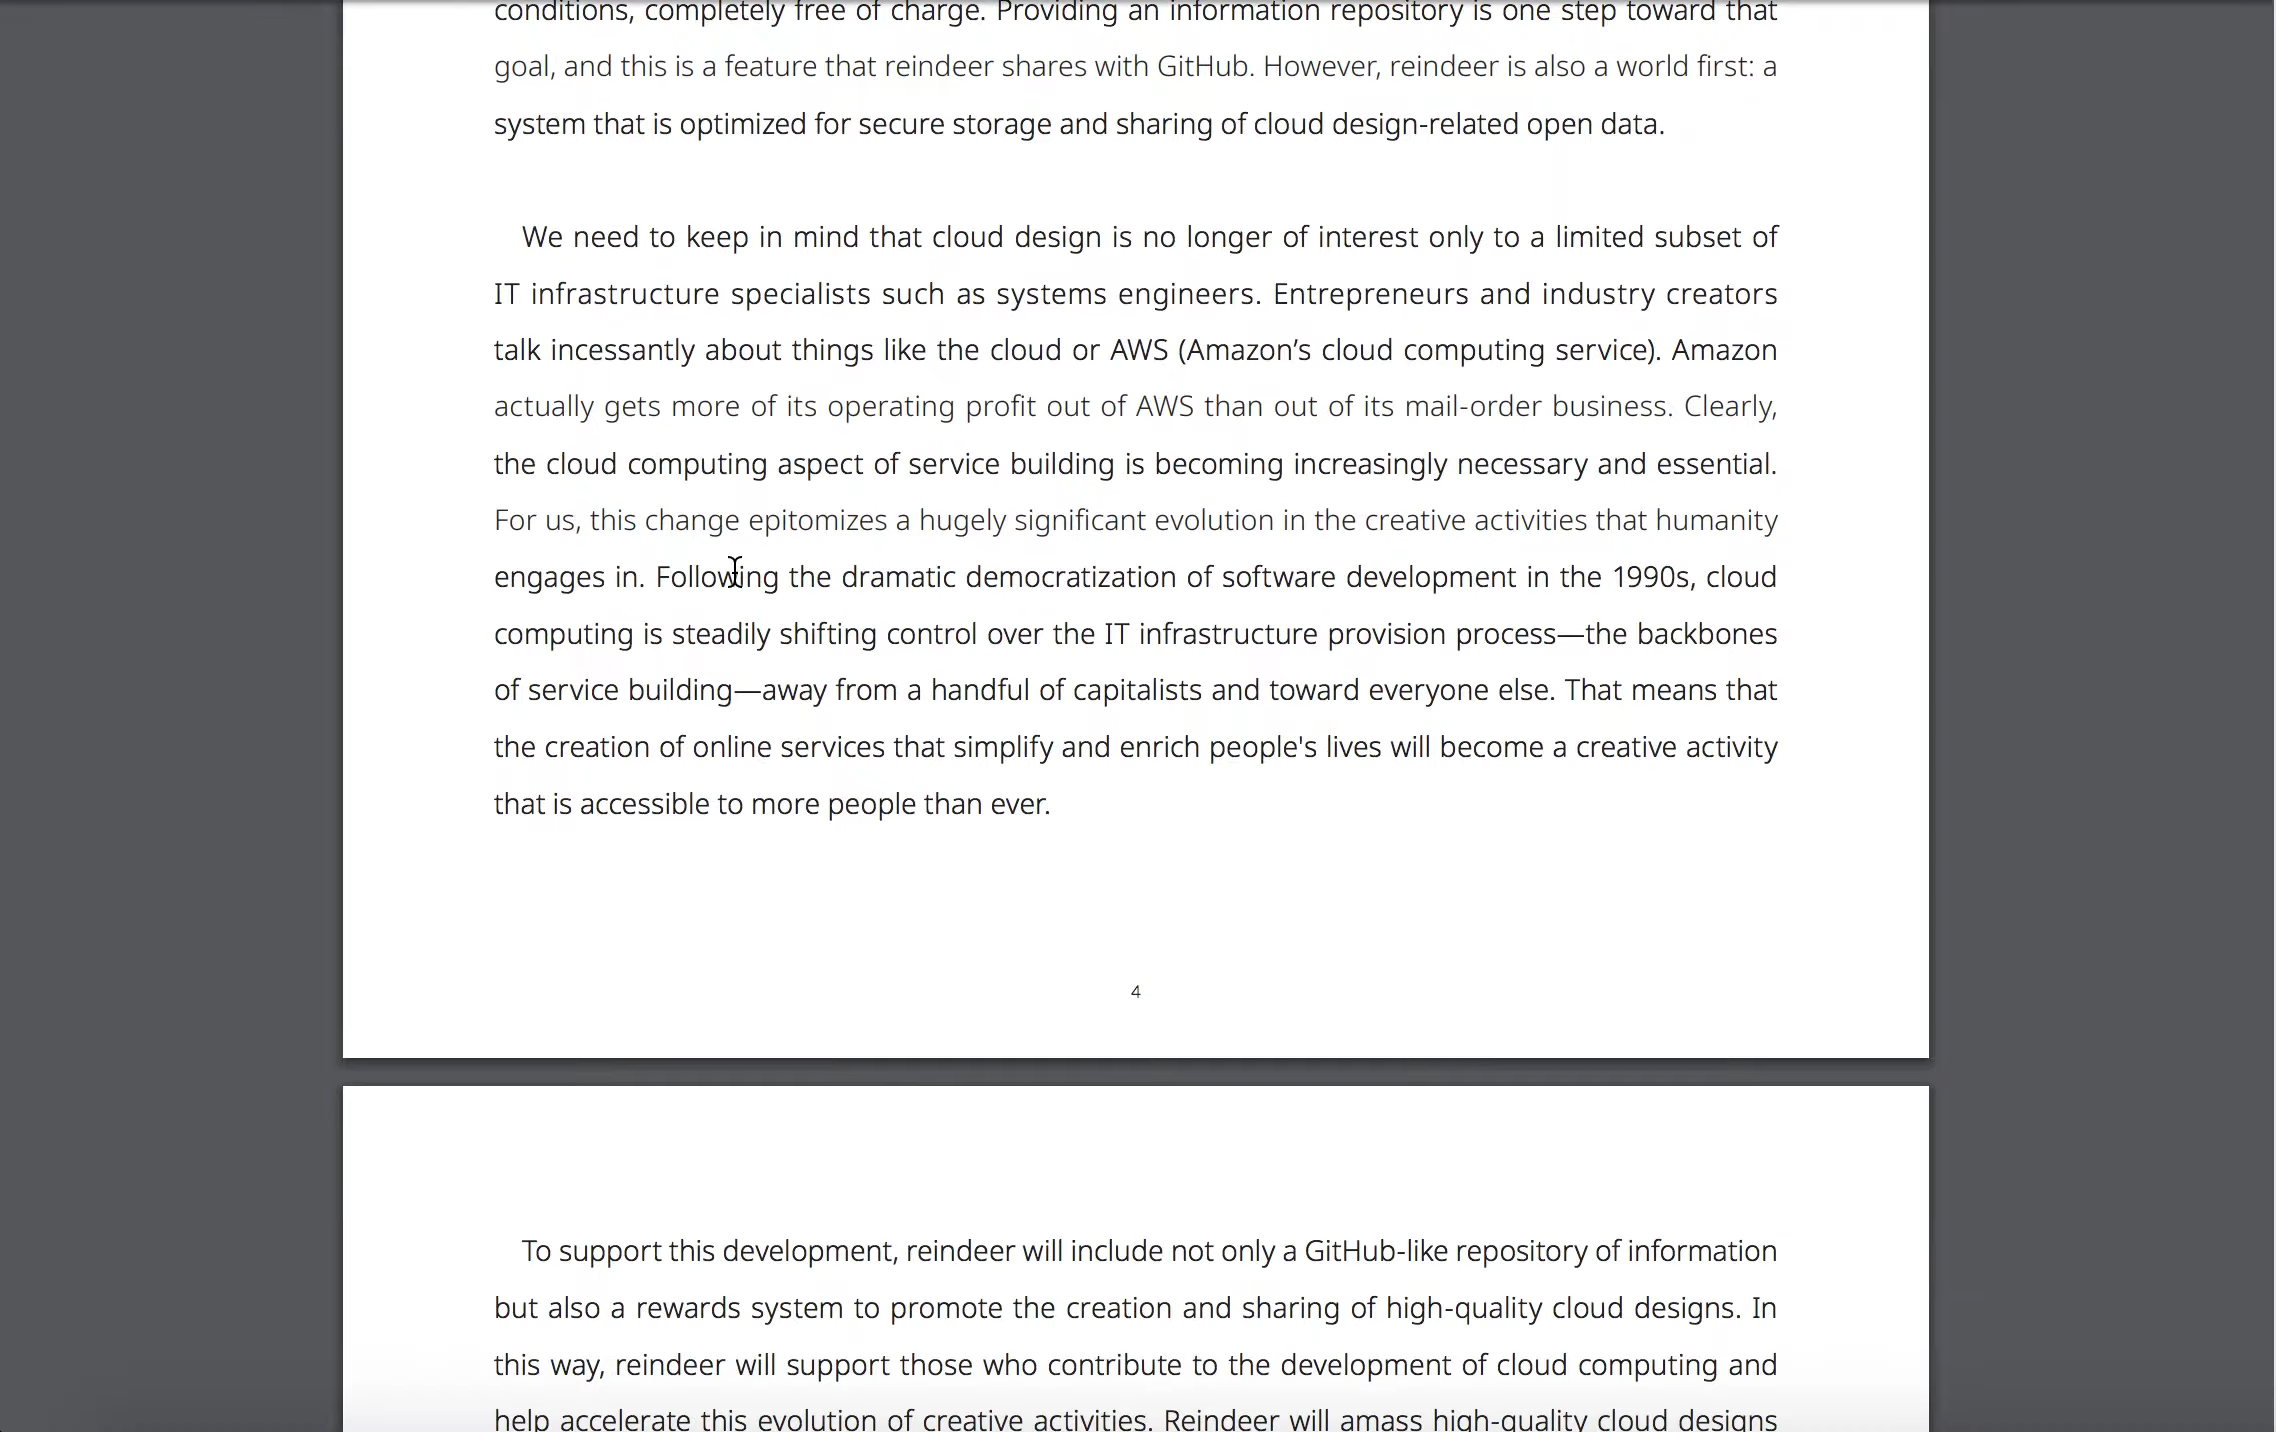 conditions, completely free of charge. Providing an information repository is one step toward that
goal, and this is a feature that reindeer shares with GitHub. However, reindeer is also a world first: a
system that is optimized for secure storage and sharing of cloud design-related open data.
We need to keep in mind that cloud design is no longer of interest only to a limited subset of
IT infrastructure specialists such as systems engineers. Entrepreneurs and industry creators
talk incessantly about things like the cloud or AWS (Amazon’s cloud computing service). Amazon
actually gets more of its operating profit out of AWS than out of its mail-order business. Clearly,
the cloud computing aspect of service building is becoming increasingly necessary and essential.
For us, this change epitomizes a hugely significant evolution in the creative activities that humanity
engages in. Following the dramatic democratization of software development in the 1990s, cloud
computing is steadily shifting control over the IT infrastructure provision process—the backbones
of service building—away from a handful of capitalists and toward everyone else. That means that
the creation of online services that simplify and enrich people's lives will become a creative activity
that is accessible to more people than ever.
4
To support this development, reindeer will include not only a GitHub-like repository of information
but also a rewards system to promote the creation and sharing of high-quality cloud designs. In
this way, reindeer will support those who contribute to the development of cloud computing and
help accelerate this evolution of creative activities. Reindeer will amass high-quality cloud designs